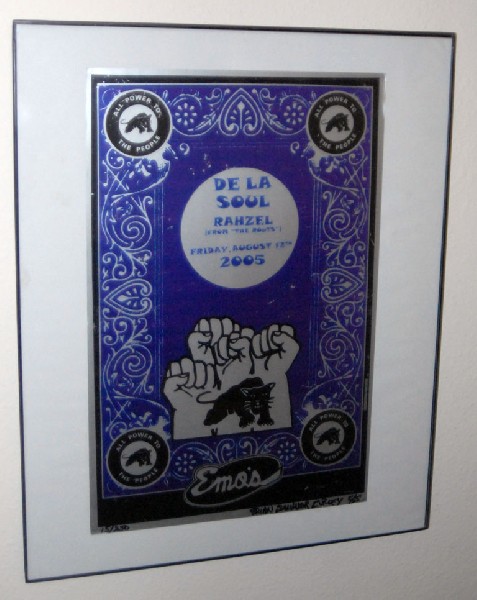 ALL POWER TO
THE PEOPLE
ALL POWER TO
THE PEOPLE
DE LA
SOUL
RAHZEL
(FROM "THE ROOTS")
FRIDAY, AUGUST 12TH
2005
ALL POWER TO
THE PEOPLE
ALL POWER TO
THE PEOPLE
Emo's